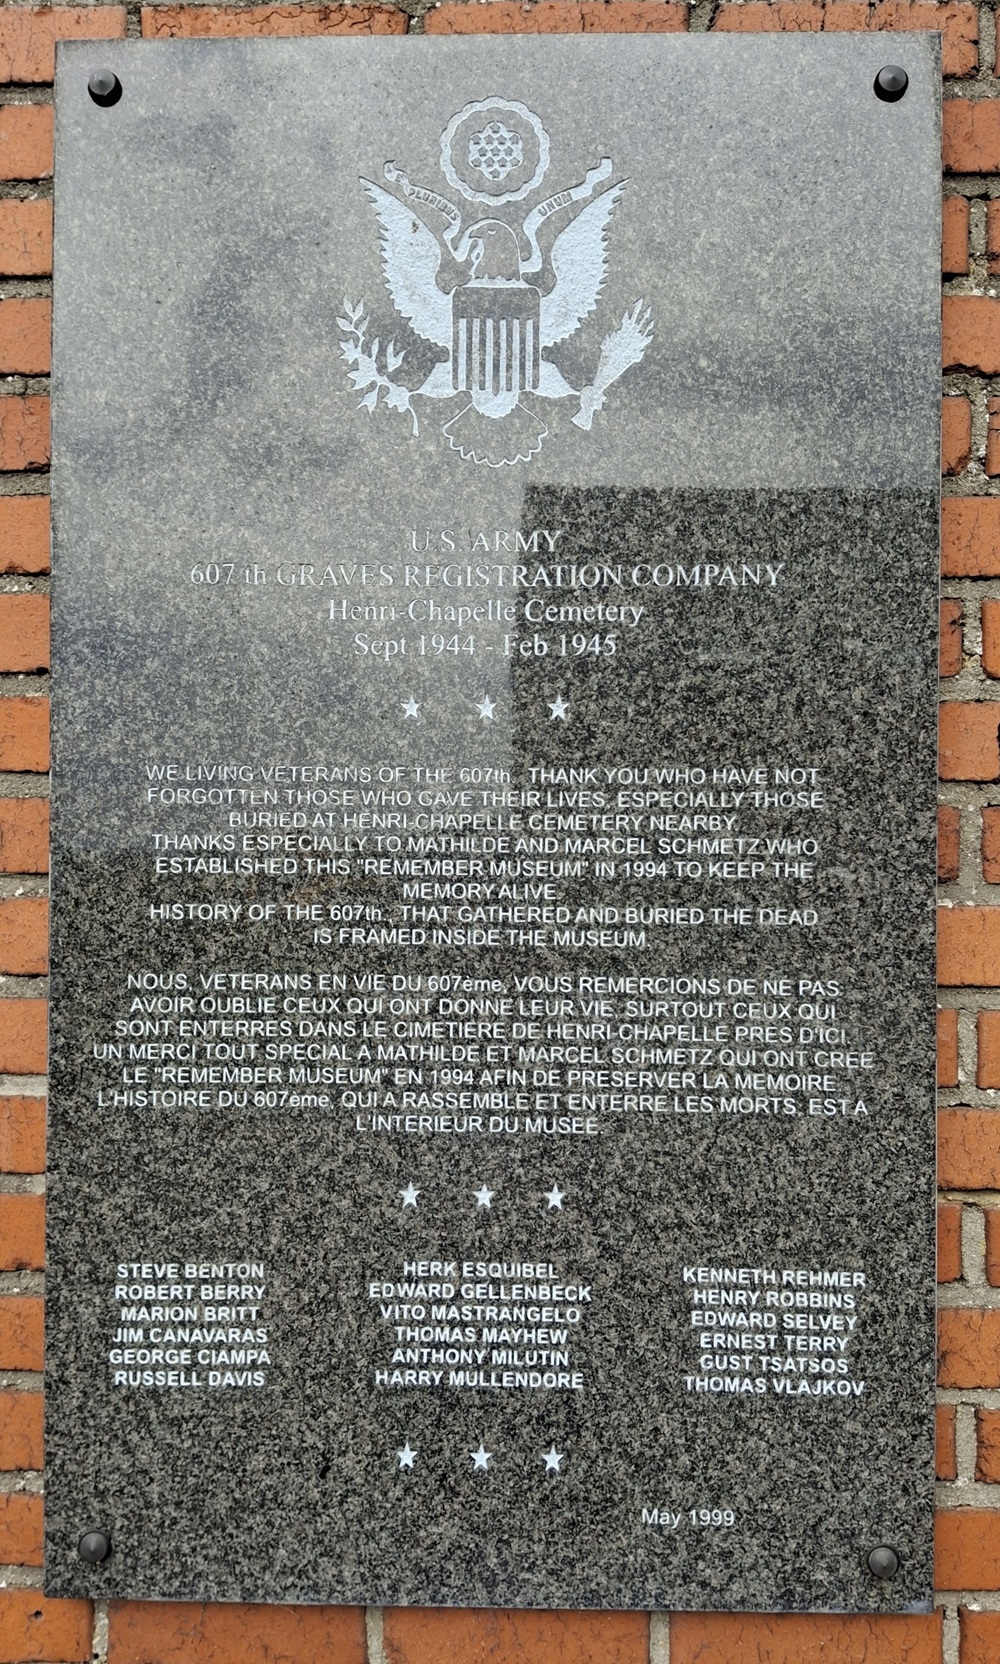 PLURIBUS UNUM
U.S. ARMY
607 th GRAVES REGISTRATION COMPANY
Henri-Chapelle Cemetery
Sept 1944 - Feb 1945
WE LIVING VETERANS OF THE 607th., THANK YOU WHO HAVE NOT
FORGOTTEN THOSE WHO GAVE THEIR LIVES, ESPECIALLY THOSE
BURIED AT HENRI-CHAPELLE CEMETERY NEARBY.
THANKS ESPECIALLY TO MATHILDE AND MARCEL SCHMETZ WHO
ESTABLISHED THIS "REMEMBER MUSEUM" IN 1994 TO KEEP THE
MEMORY ALIVE.
HISTORY OF THE 607th., THAT GATHERED AND BURIED THE DEAD
IS FRAMED INSIDE THE MUSEUM.
NOUS, VETERANS EN VIE DU 607ème, VOUS REMERCIONS DE NE PAS
AVOIR OUBLIE CEUX QUI ONT DONNE LEUR VIE, SURTOUT CEUX QUI
SONT ENTERRES DANS LE CIMETIERE DE HENRI-CHAPELLE PRES D'ICI.
UN MERCI TOUT SPECIAL A MATHILDE ET MARCEL SCHMETZ QUI ONT CREE
LE "REMEMBER MUSEUM" EN 1994 AFIN DE PRESERVER LA MEMOIRE
L'HISTOIRE DU 607ème, QUI A RASSEMBLE ET ENTERRE LES MORTS, EST A
L'INTERIEUR DU MUSEE.
STEVE BENTON
ROBERT BERRY
MARION BRITT
JIM CANAVARAS
GEORGE CIAMPA
RUSSELL DAVIS
HERK ESQUIBEL
EDWARD GELLENBECK
VITO MASTRANGELO
THOMAS MAYHEW
ANTHONY MILUTIN
HARRY MULLENDORE
KENNETH REHMER
HENRY ROBBINS
EDWARD SELVEY
ERNEST TERRY
GUST TSATSOS
THOMAS VLAJKOV
May 1999